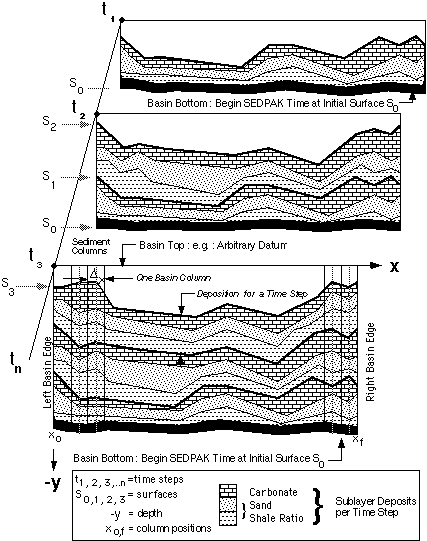 t1
S0
Basin Bottom : Begin SEDPAK Time at Initial Surface S0
t2
S2
S1
S0
Sediment
Columns
Basin Top : e.g. : Arbitrary Datum
t3
x
Δ
One Basin Column
S3
Deposition for a Time Step
tn
Left Basin Edge
Right Basin Edge
xo
xf
Basin Bottom: Begin SEDPAK Time at Initial Surface S0
-y
t1, 2, 3,..n =time steps
S0,1,2,3 = surfaces
-y = depth
xo,f = column positions
Carbonate
Sand
Shale Ratio
} }
Sublayer Deposits
per Time Step